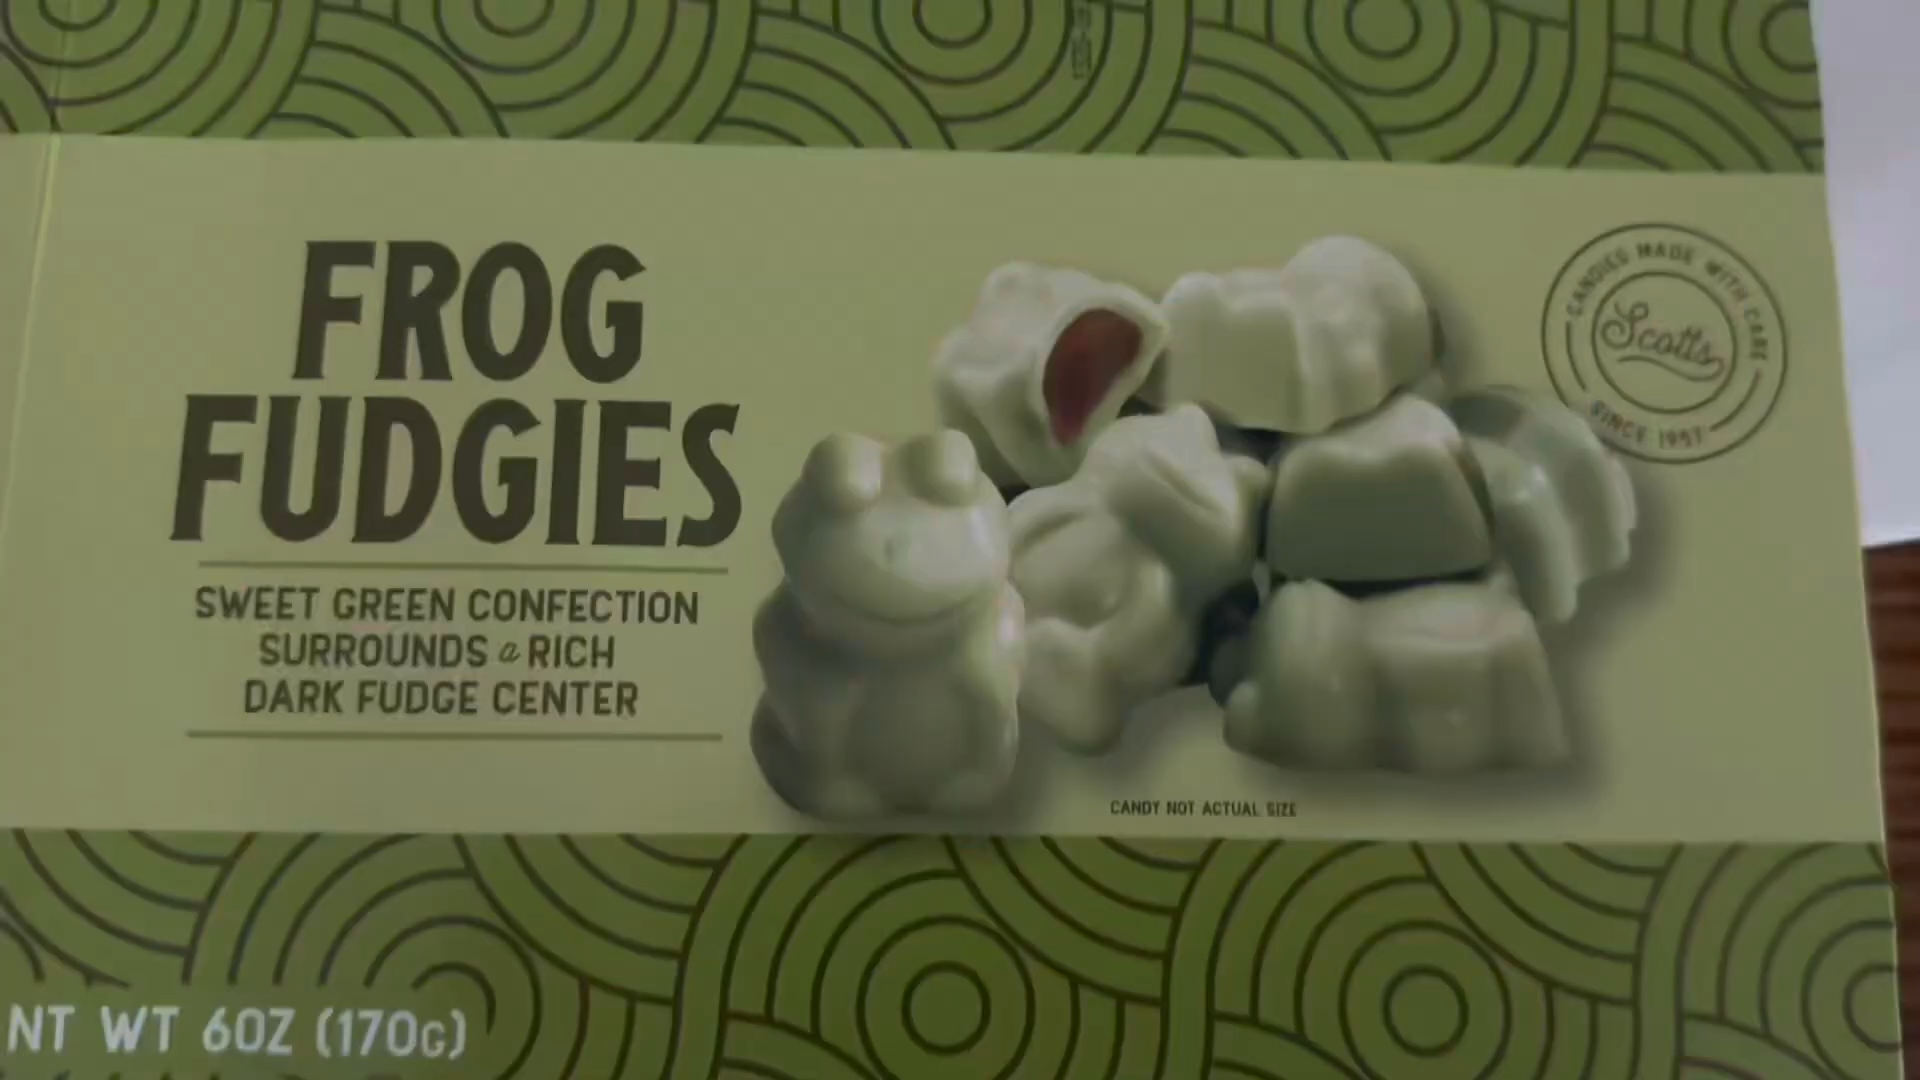 FROG
FUDGIES
SWEET GREEN CONFECTION
SURROUNDS a RICH
DARK FUDGE CENTER
CANDIES MADE WITH CARE
Scotts
SINCE 1957
CANDY NOT ACTUAL SIZE
NT WT 6OZ (170G)